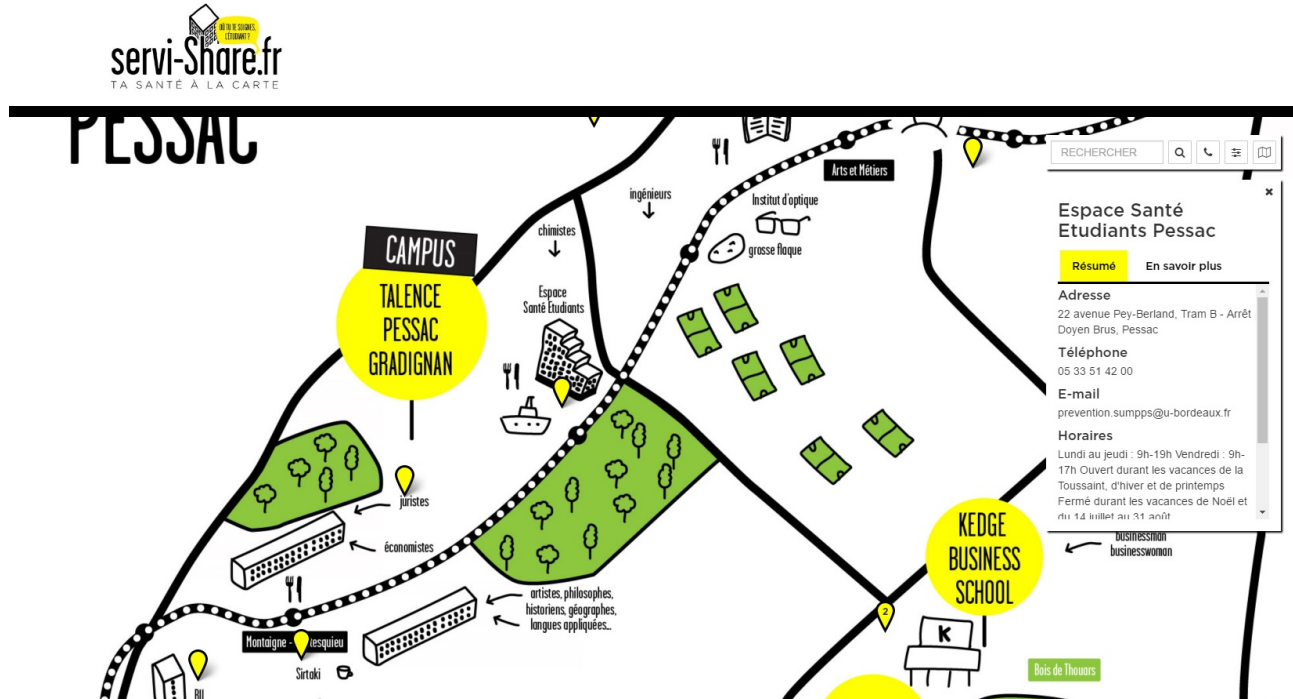 OÙ TU TE SOIGNES,
L'ÉTUDIANT ?
servi-Share.fr
TA SANTÉ À LA CARTE
PESSAC
RECHERCHER
Arts et Métiers
ingénieurs
Institut d'optique
chimistes
grosse flaque
CAMPUS
TALENCE
PESSAC
GRADIGNAN
Espace
Santé Etudiants
juristes
économistes
artistes, philosophes,
historiens, géographes,
langues appliquées...
Sirtaki
RU
KEDGE
BUSINESS
SCHOOL
2
K
businessman
businesswoman
Bois de Thouars
Espace Santé
Etudiants Pessac
Résumé
En savoir plus
Adresse
22 avenue Pey-Berland, Tram B - Arrêt
Doyen Brus, Pessac
Téléphone
05 33 51 42 00
E-mail
prevention.sumpps@u-bordeaux.fr
Horaires
Lundi au jeudi : 9h-19h Vendredi : 9h-
17h Ouvert durant les vacances de la
Toussaint, d'hiver et de printemps
Fermé durant les vacances de Noël et
du 14 juillet au 31 août
Montaigne -